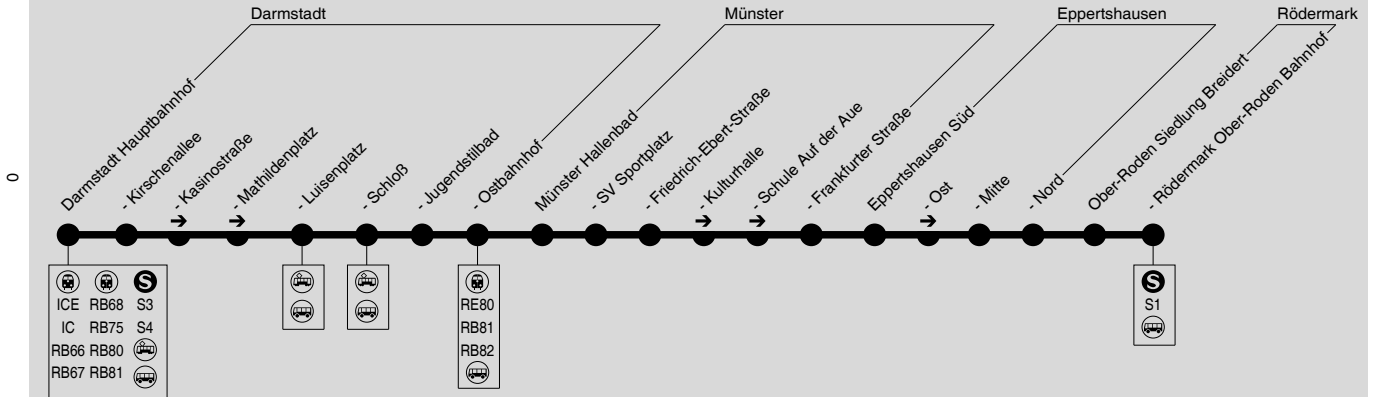 Darmstadt
Münster
Eppertshausen
Rödermark
Darmstadt Hauptbahnhof
- Kirschenallee
- Kasinostraße
- Mathildenplatz
- Luisenplatz
- Schloß
- Jugendstilbad
- Ostbahnhof
Münster Hallenbad
- SV Sportplatz
- Friedrich-Ebert-Straße
- Kulturhalle
- Schule Auf der Aue
- Frankfurter Straße
Eppertshausen Süd
- Ost
- Mitte
- Nord
Ober-Roden Siedlung Breidert
- Rödermark Ober-Roden Bahnhof
0
S
ICE RB68 S3
IC RB75 S4
RB66 RB80
RB67 RB81
RE80
RB81
RB82
S
S1